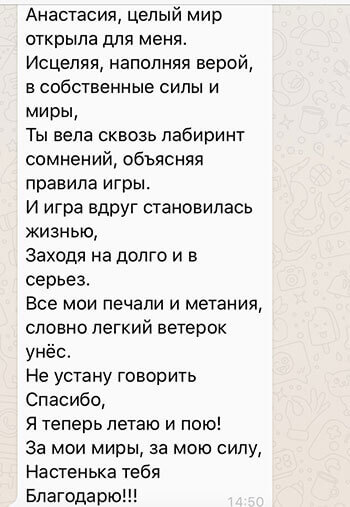 Анастасия, целый мир
открыла для меня.
Исцеляя, наполняя верой,
в собственные силы и
миры,
Ты вела сквозь лабиринт
сомнений, объясняя
правила игры.
И игра вдруг становилась
жизнью,
Заходя на долго и в
серьез.
Все мои печали и метания,
словно легкий ветерок
унёс.
Не устану говорить
Спасибо,
Я теперь летаю и пою!
За мои миры, за мою силу,
Настенька тебя
Благодарю!!!
14:50